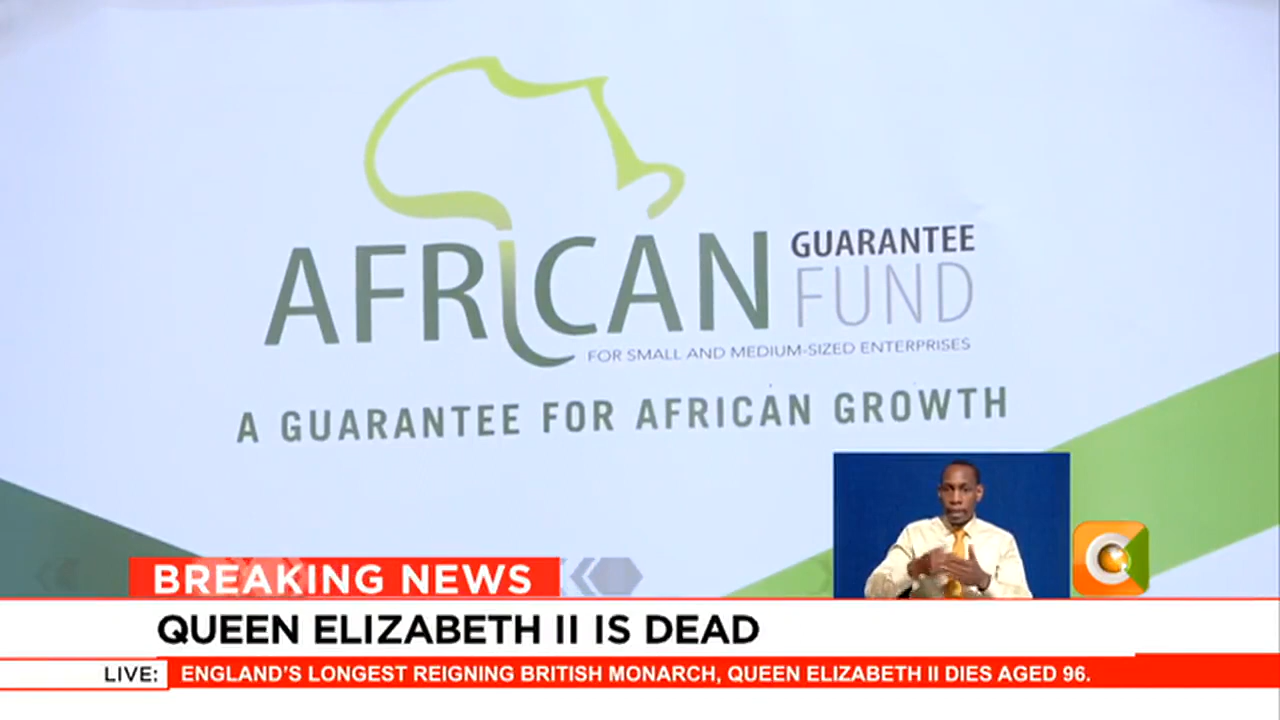 AFRICAN GUARANTEE FUND
FOR SMALL AND MEDIUM-SIZED ENTERPRISES
A GUARANTEE FOR AFRICAN GROWTH
BREAKING NEWS
QUEEN ELIZABETH II IS DEAD
LIVE: ENGLAND'S LONGEST REIGNING BRITISH MONARCH, QUEEN ELIZABETH II DIES AGED 96.